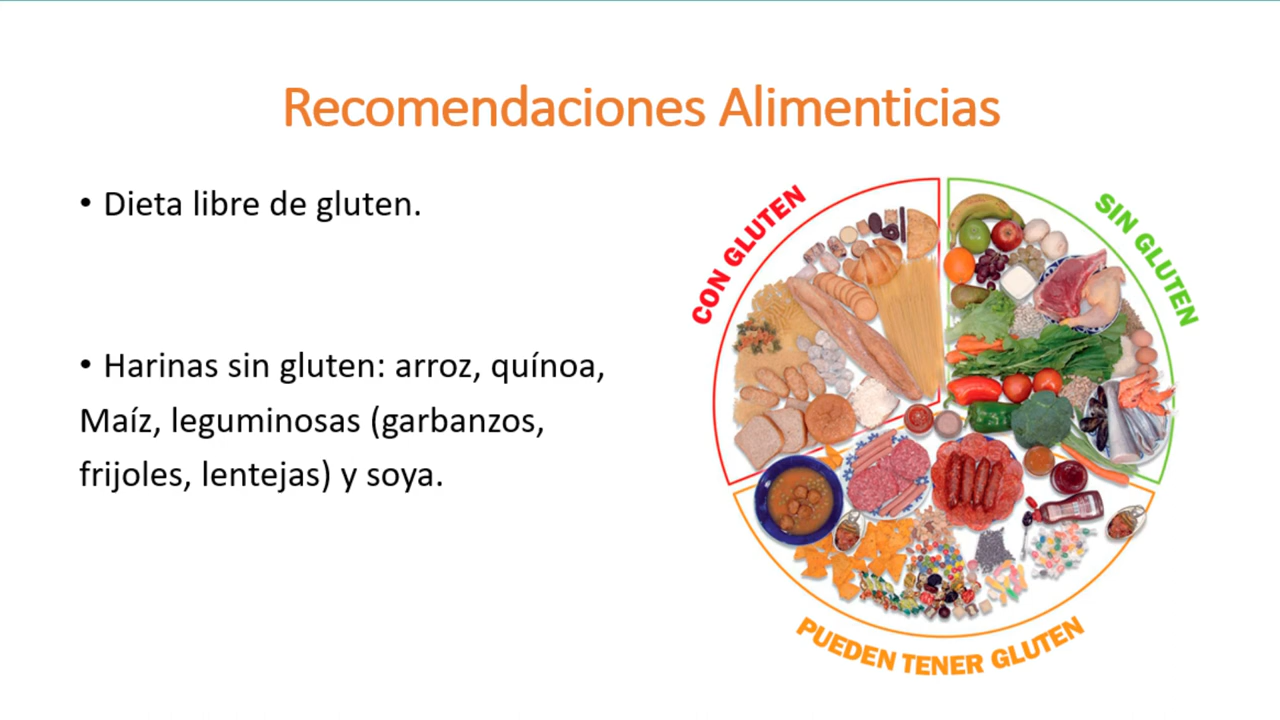 Recomendaciones Alimenticias
• Dieta libre de gluten.
• Harinas sin gluten: arroz, quínoa,
Maíz, leguminosas (garbanzos,
frijoles, lentejas) y soya.
CON GLUTEN
SIN GLUTEN
PUEDEN TENER GLUTEN